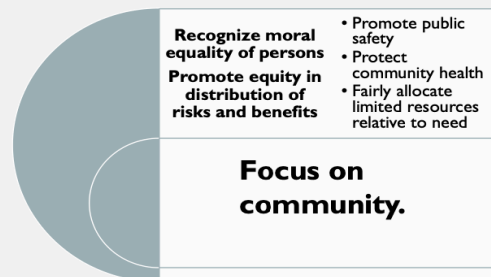 Recognize moral
equality of persons
Promote equity in
distribution of
risks and benefits
• Promote public
safety
• Protect
community health
• Fairly allocate
limited resources
relative to need
Focus on
community.